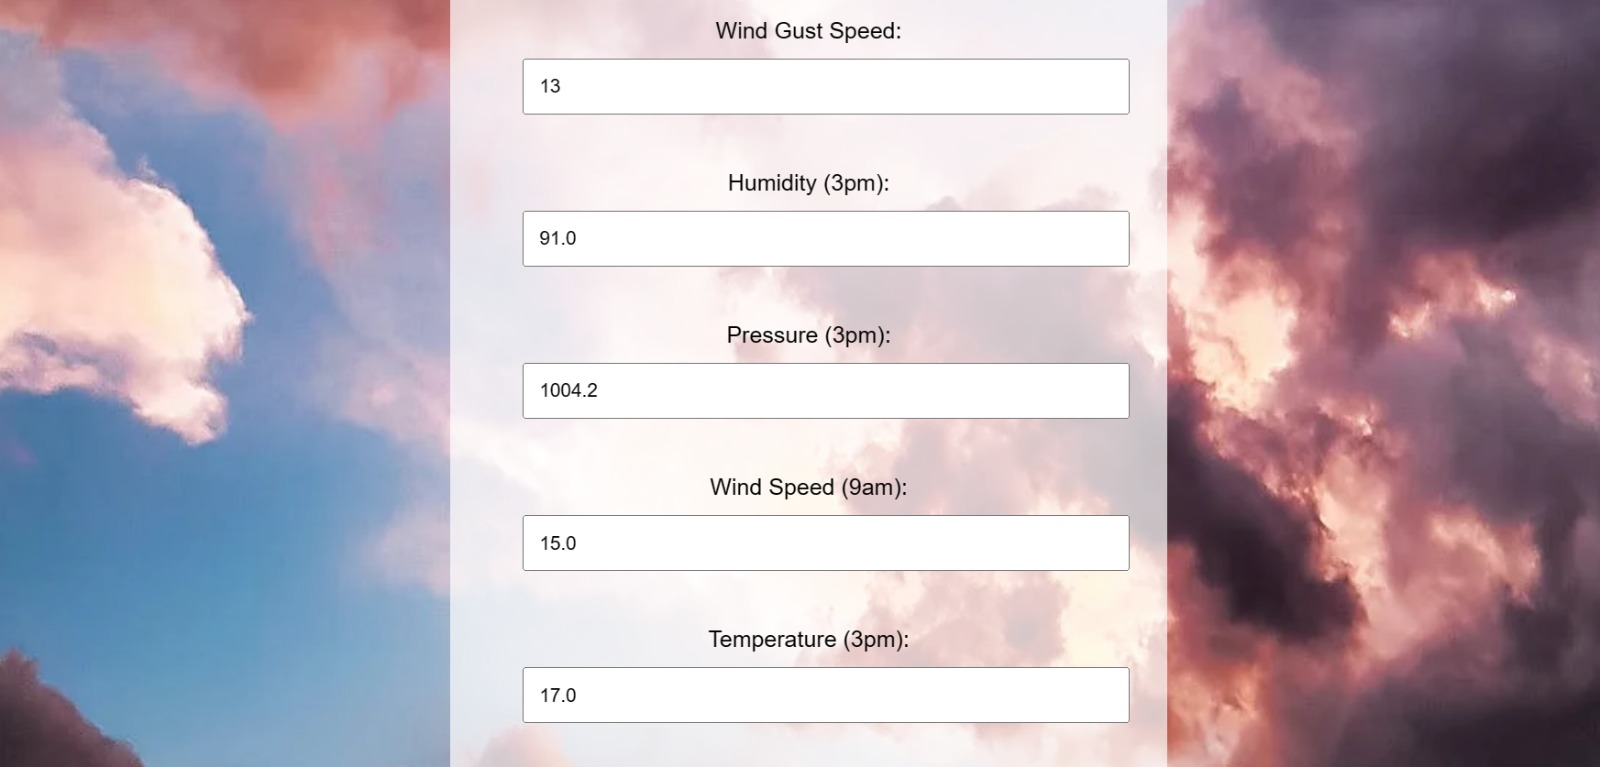 Wind Gust Speed:
13
Humidity (3pm):
91.0
Pressure (3pm):
1004.2
Wind Speed (9am):
15.0
Temperature (3pm):
17.0